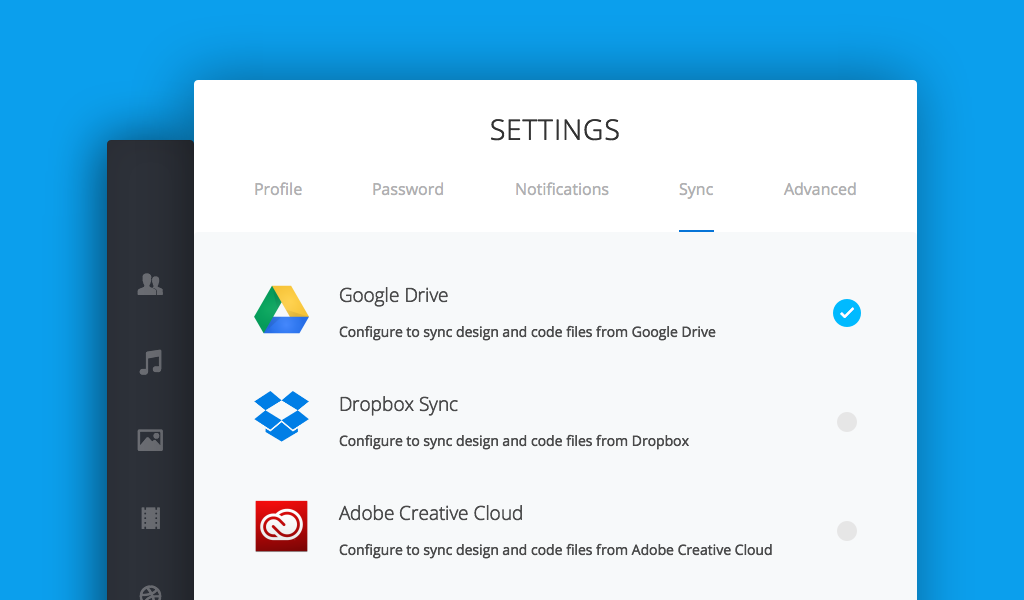 SETTINGS
Profile Password Notifications Sync Advanced
Google Drive
Configure to sync design and code files from Google Drive
Dropbox Sync
Configure to sync design and code files from Dropbox
Adobe Creative Cloud
Configure to sync design and code files from Adobe Creative Cloud